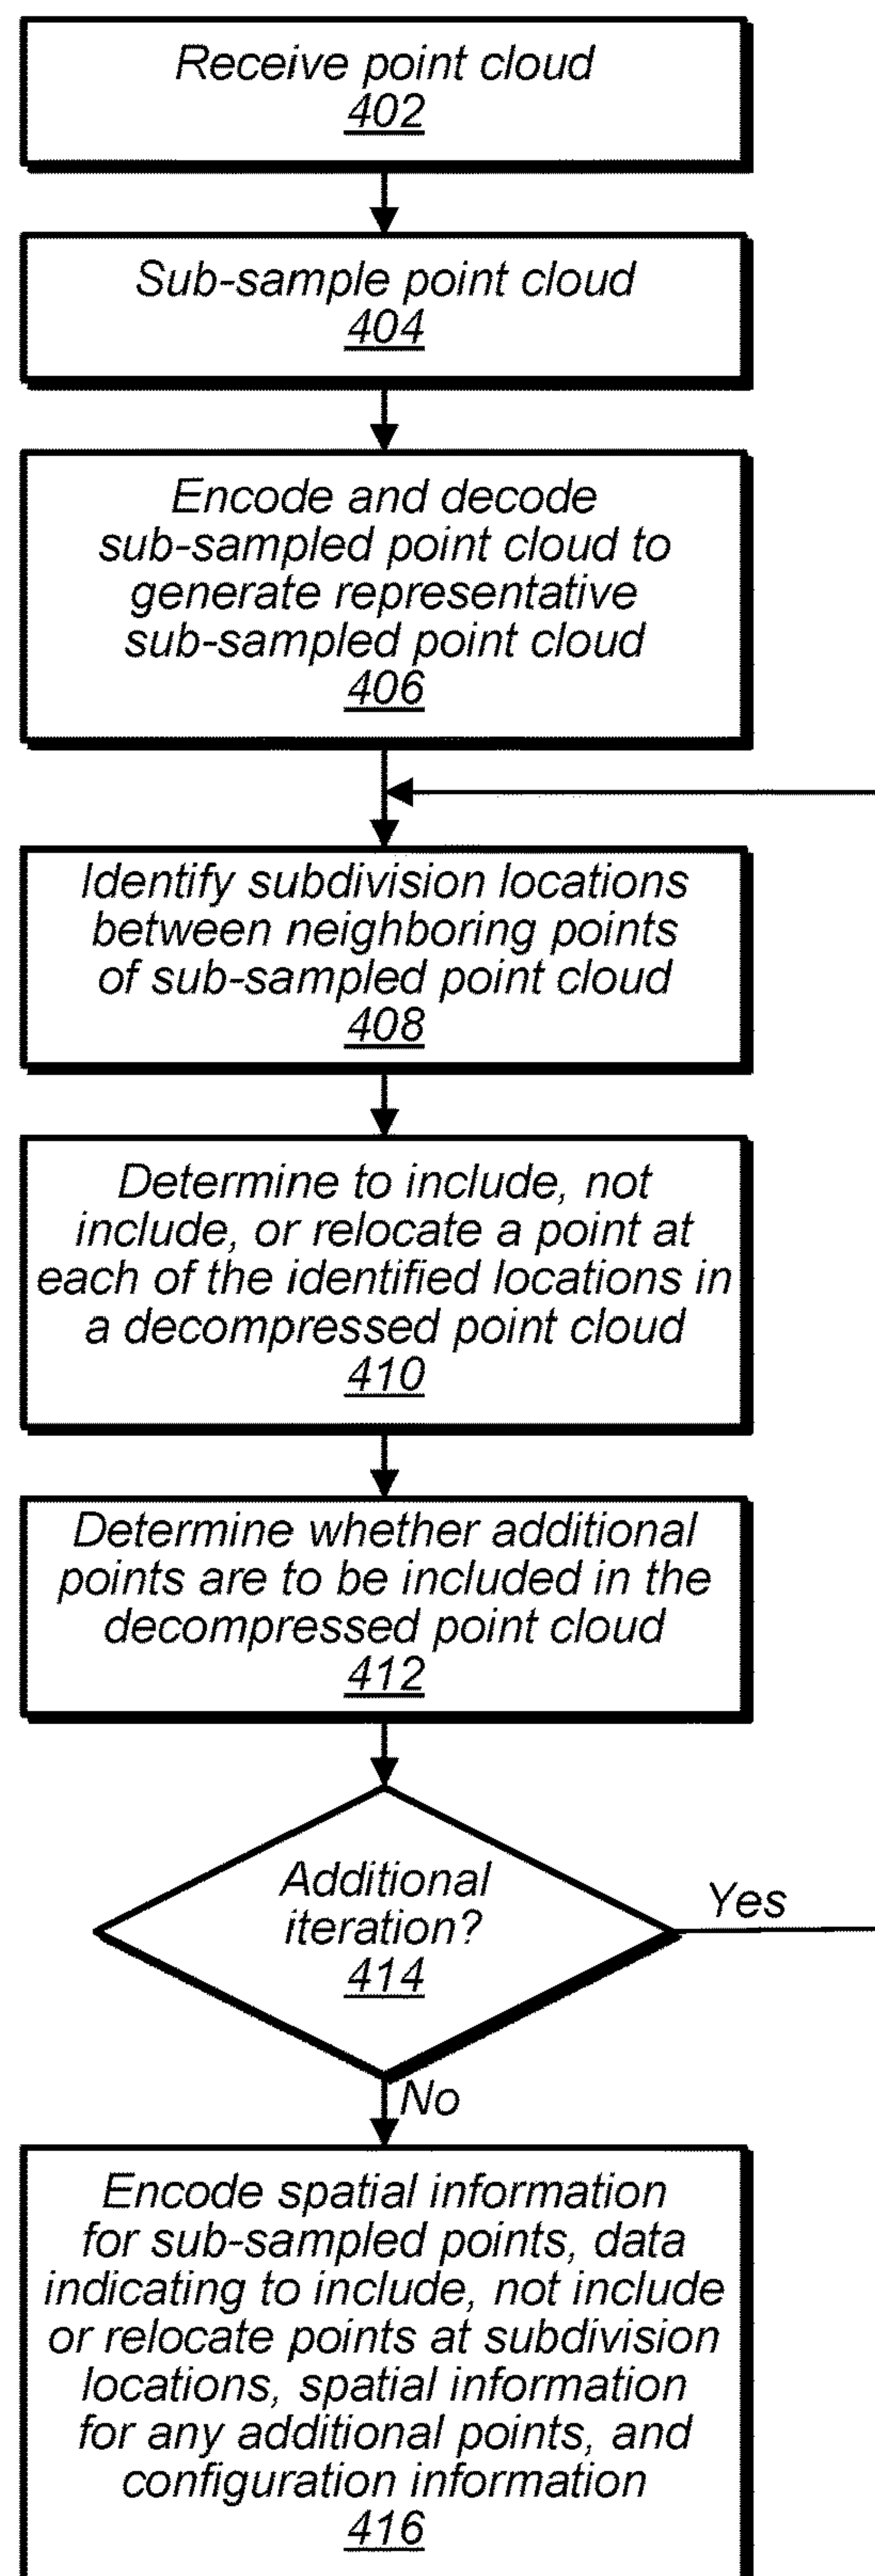 Receive point cloud
402
Sub-sample point cloud
404
Encode and decode
sub-sampled point cloud to
generate representative
sub-sampled point cloud
406
Identify subdivision locations
between neighboring points
of sub-sampled point cloud
408
Determine to include, not
include, or relocate a point at
each of the identified locations in
a decompressed point cloud
410
Determine whether additional
points are to be included in the
decompressed point cloud
412
Additional
iteration?
414
Yes
No
Encode spatial information
for sub-sampled points, data
indicating to include, not include
or relocate points at subdivision
locations, spatial information
for any additional points, and
configuration information
416